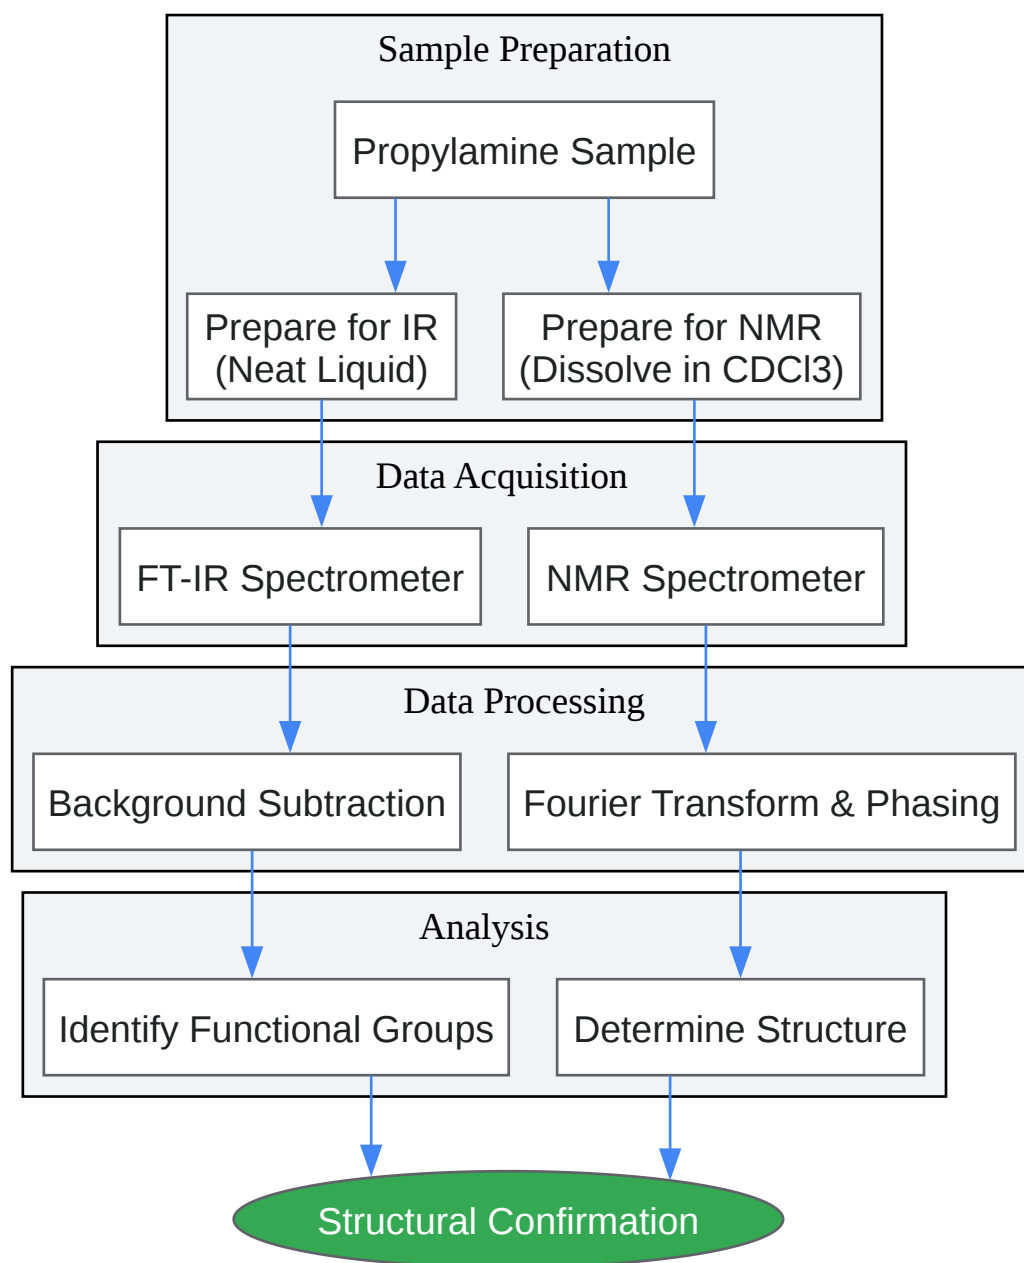 Sample Preparation
Propylamine Sample
Prepare for IR
(Neat Liquid)
Prepare for NMR
(Dissolve in CDCl3)
Data Acquisition
FT-IR Spectrometer
NMR Spectrometer
Data Processing
Background Subtraction
Fourier Transform & Phasing
Analysis
Identify Functional Groups
Determine Structure
Structural Confirmation